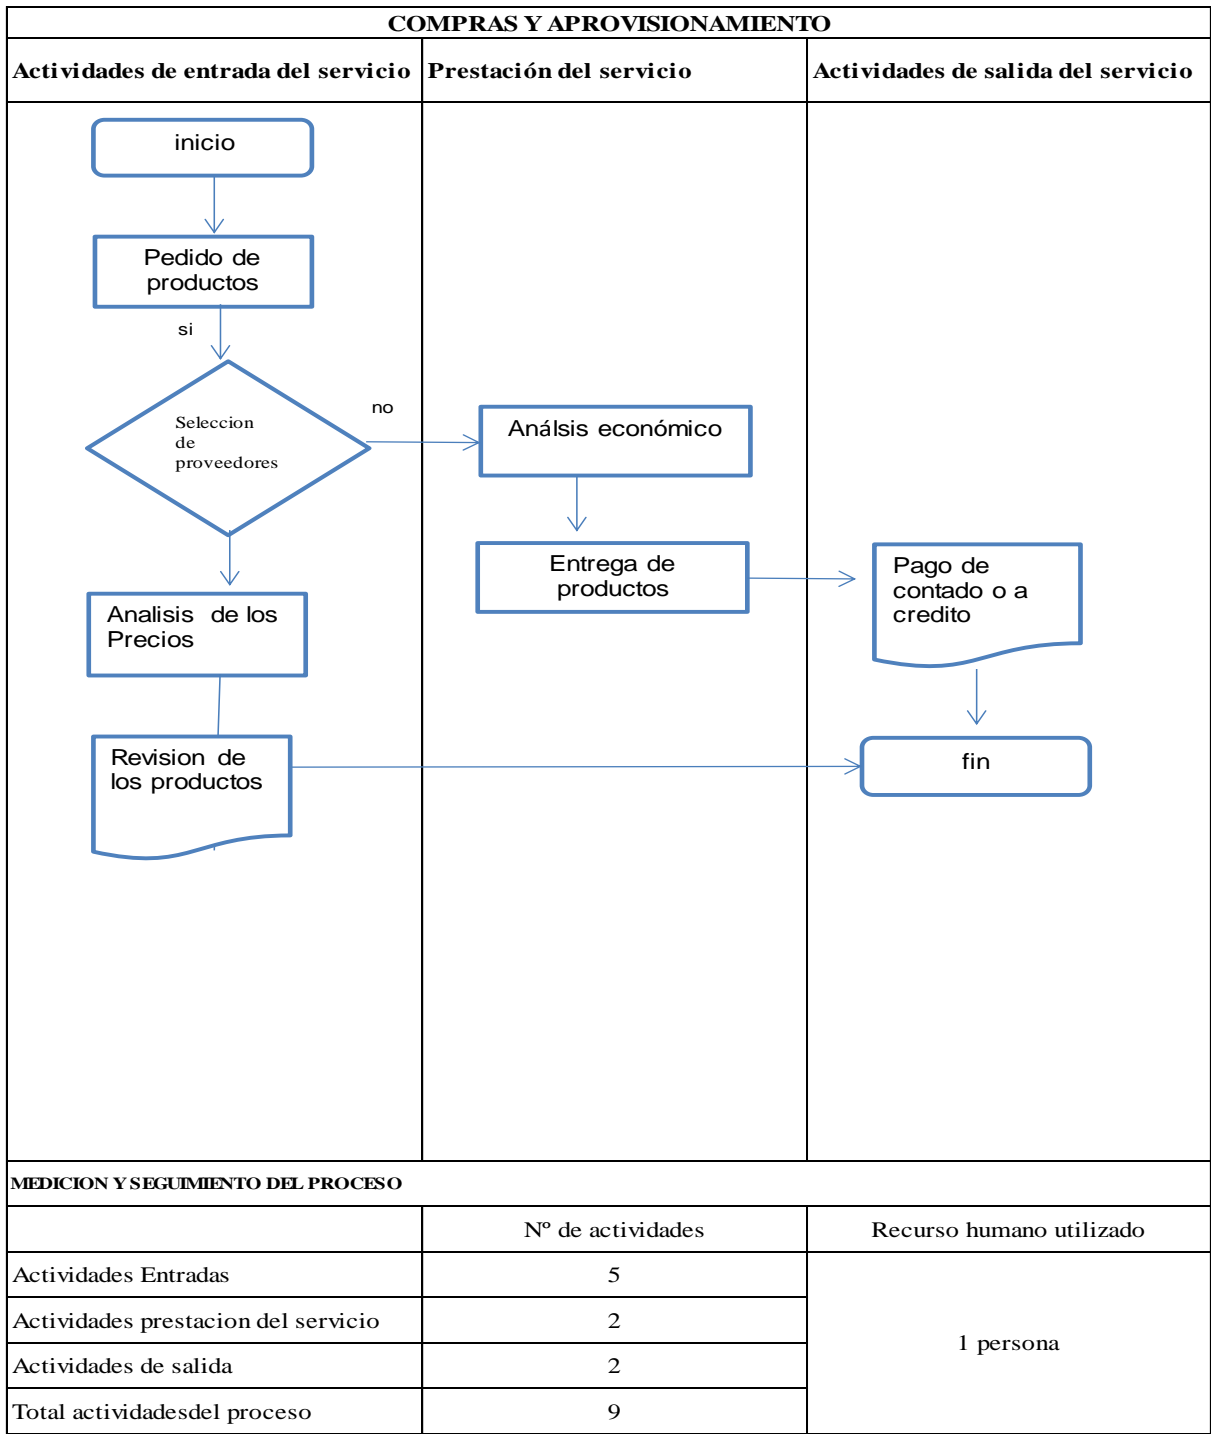 COMPRAS Y APROVISIONAMIENTO
Actividades de entrada del servicio
Prestación del servicio
Actividades de salida del servicio
inicio
Pedido de
productos
si
Seleccion
de
proveedores
no
Análsis económico
Entrega de
productos
Pago de
contado o a
credito
Analisis de los
Precios
Revision de
los productos
fin
MEDICION Y SEGUIMIENTO DEL PROCESO
Nº de actividades
Recurso humano utilizado
Actividades Entradas
5
Actividades prestacion del servicio
2
1 persona
Actividades de salida
2
Total actividadesdel proceso
9